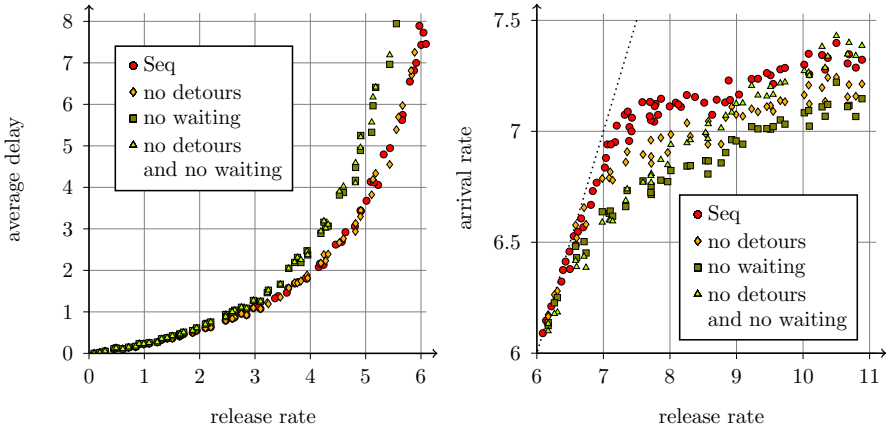 8
7
6
5
4
3
2
1
0
average delay
Seq
no detours
no waiting
no detours
and no waiting
0 1 2 3 4 5 6
release rate
7.5
7
6.5
6
arrival rate
Seq
no detours
no waiting
no detours
and no waiting
6 7 8 9 10 11
release rate